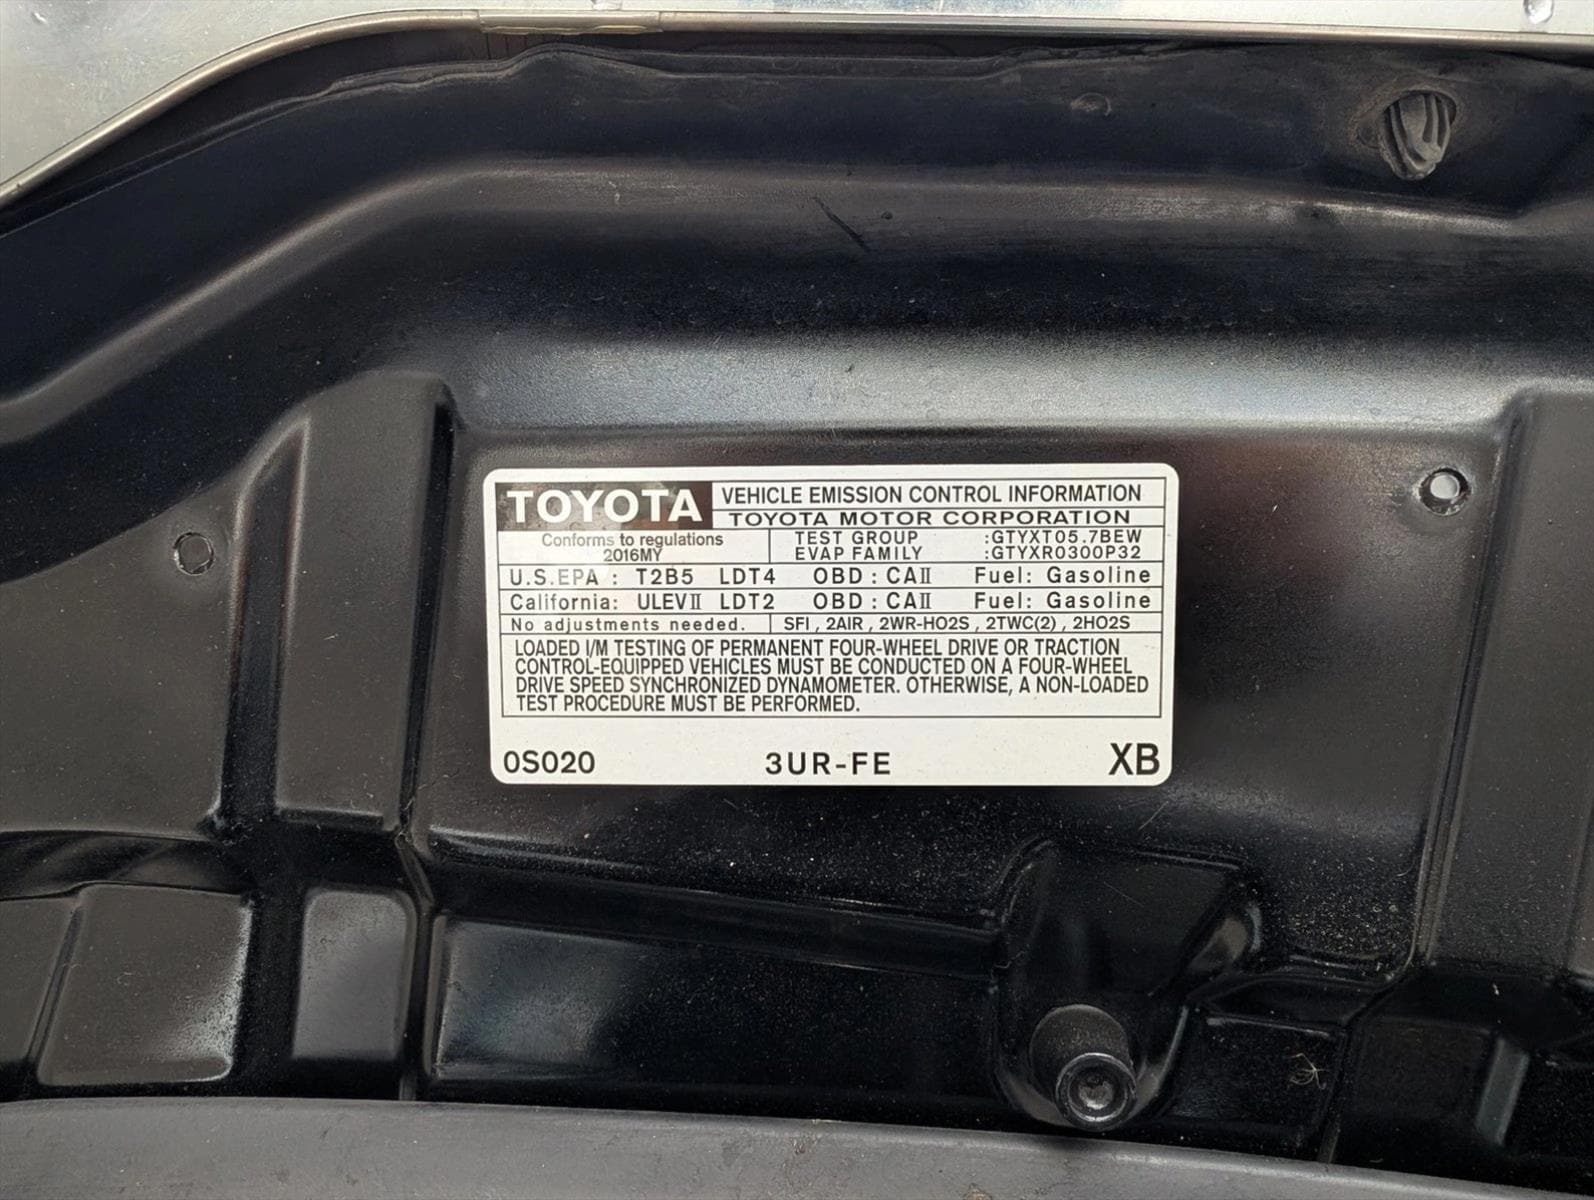 TOYOTA VEHICLE EMISSION CONTROL INFORMATION
TOYOTA MOTOR CORPORATION
Conforms to regulations
2016MY
TEST GROUP :GTYXT05.7BEW
EVAP FAMILY :GTYXR0300P32
U.S.EPA : T2B5 LDT4 OBD : CAII Fuel: Gasoline
California: ULEVII LDT2 OBD : CAII Fuel: Gasoline
No adjustments needed. SFI , 2AIR , 2WR-HO2S , 2TWC(2) , 2HO2S
LOADED I/M TESTING OF PERMANENT FOUR-WHEEL DRIVE OR TRACTION
CONTROL-EQUIPPED VEHICLES MUST BE CONDUCTED ON A FOUR-WHEEL
DRIVE SPEED SYNCHRONIZED DYNAMOMETER. OTHERWISE, A NON-LOADED
TEST PROCEDURE MUST BE PERFORMED.
0S020 3UR-FE XB